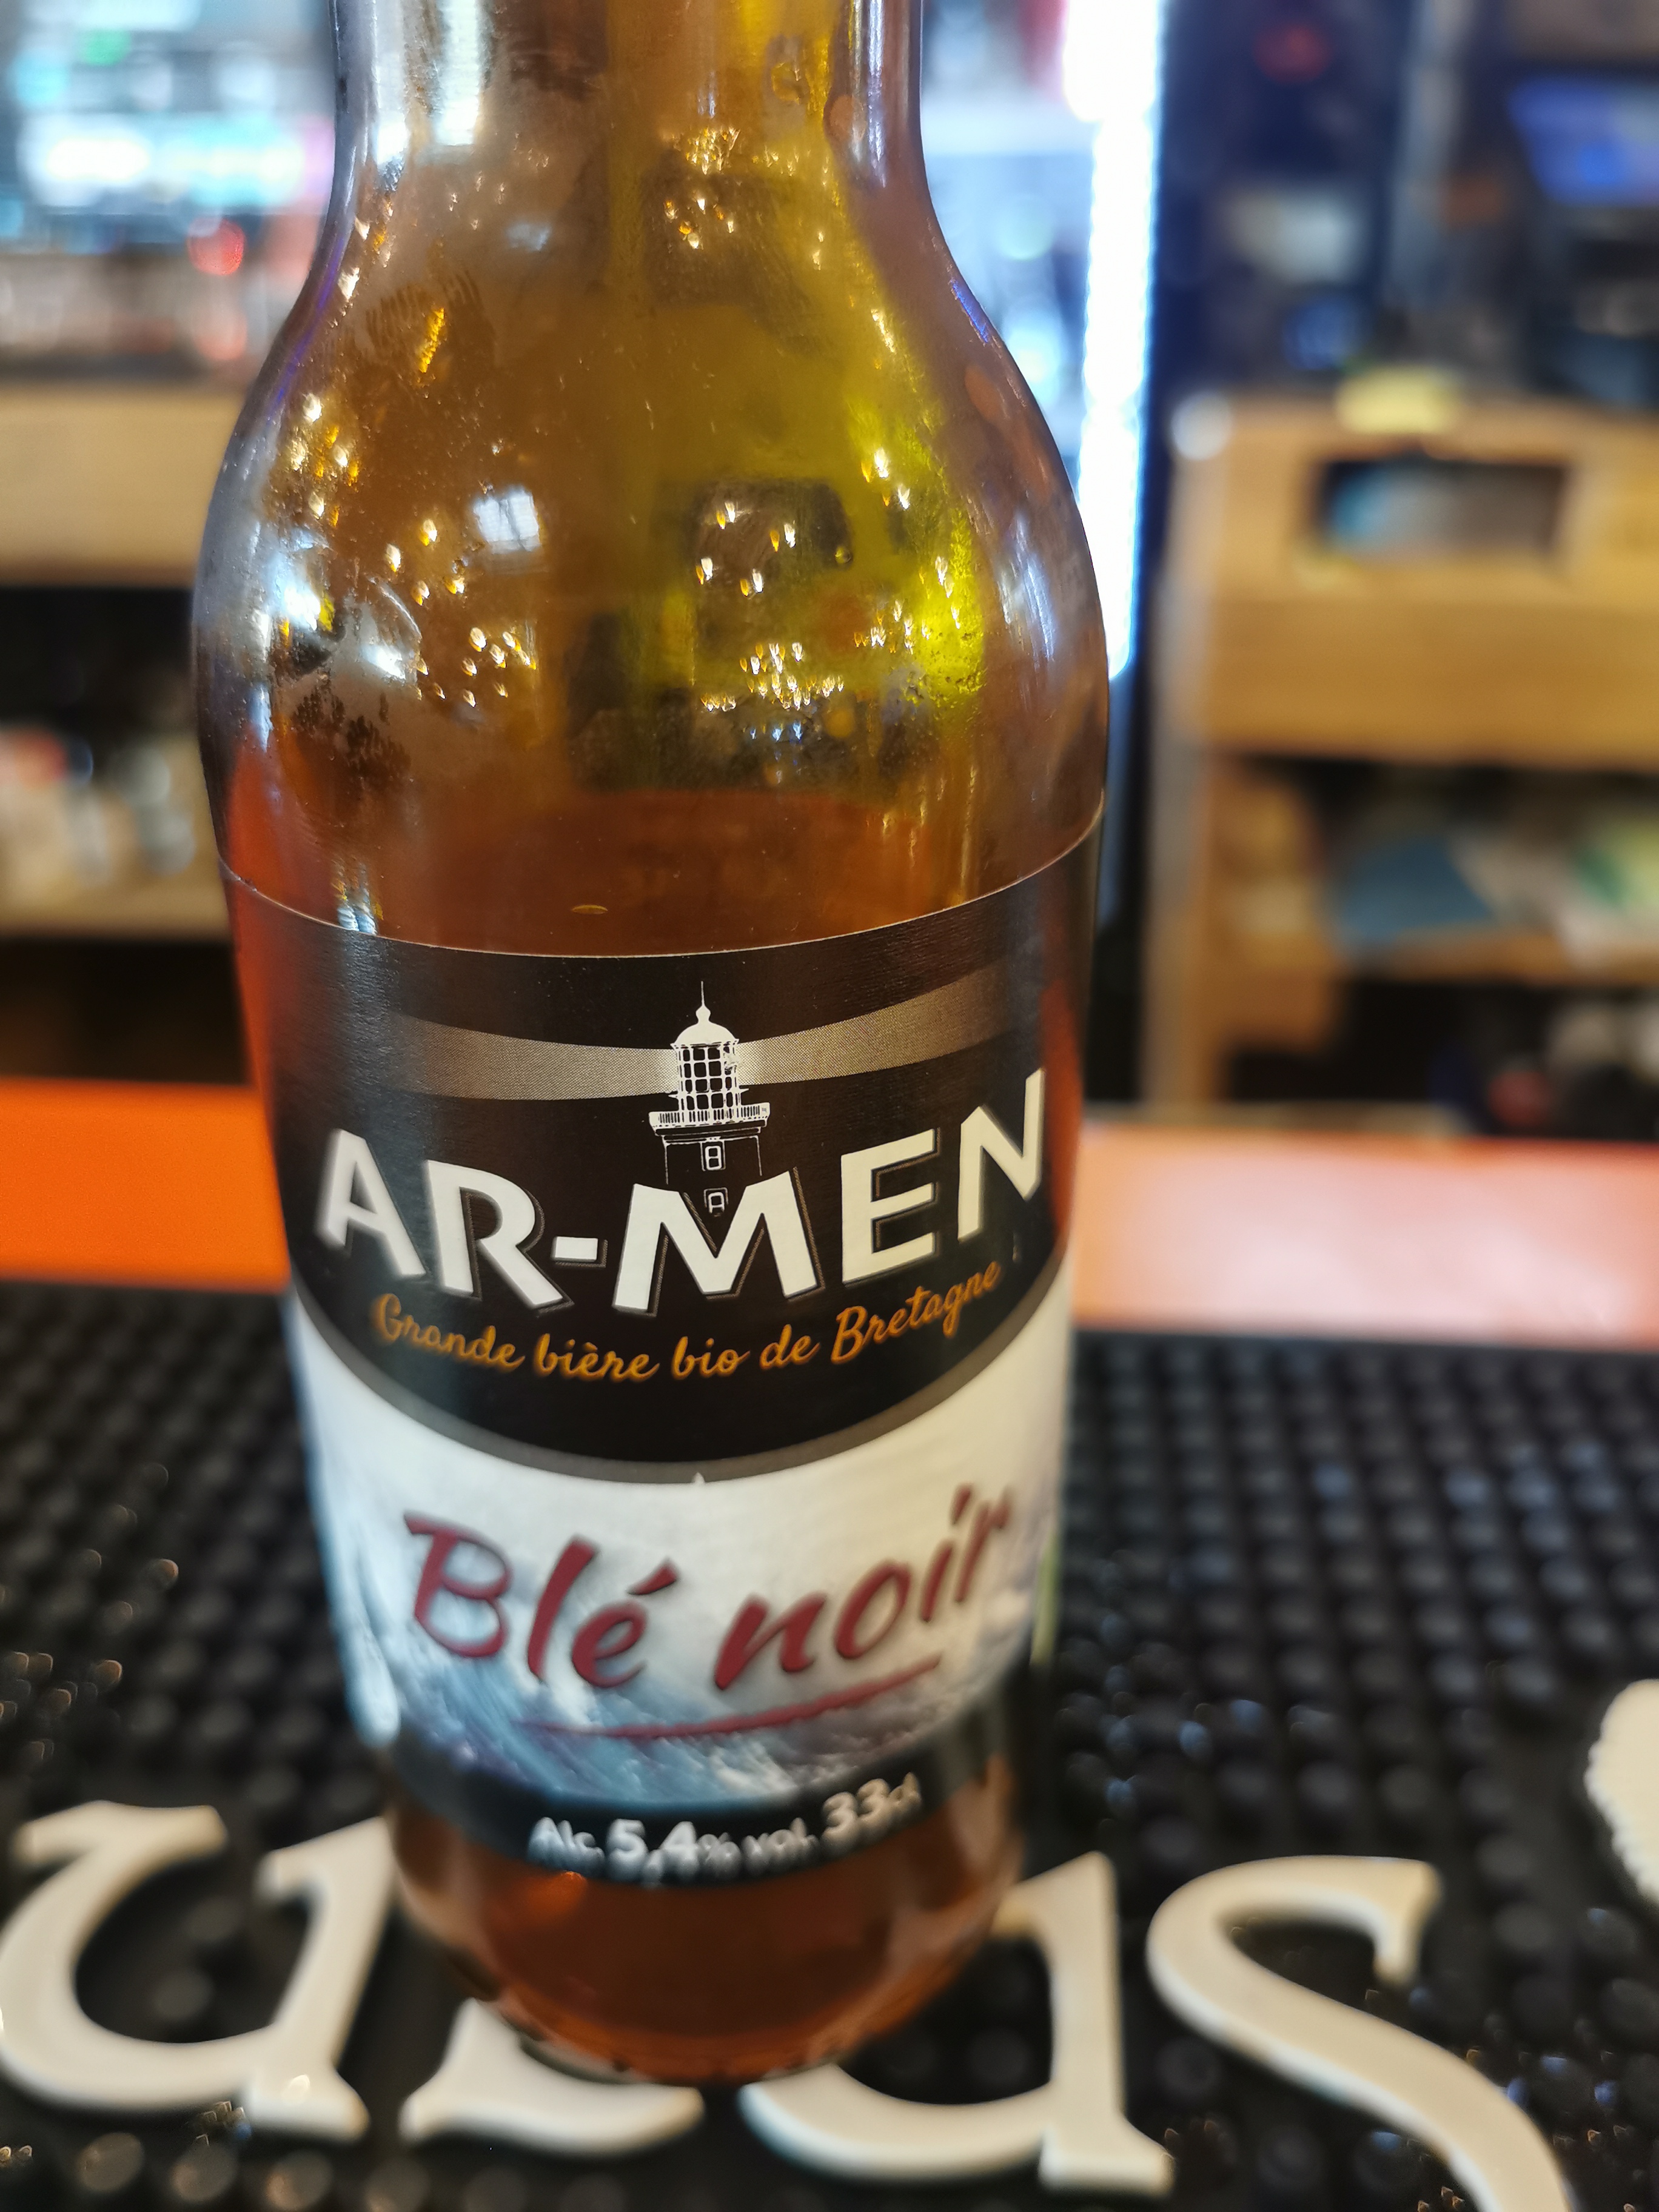 AR-MEN
Grande bière bio de Bretagne
Blé noir
Alc. 5,4% vol. 33cl